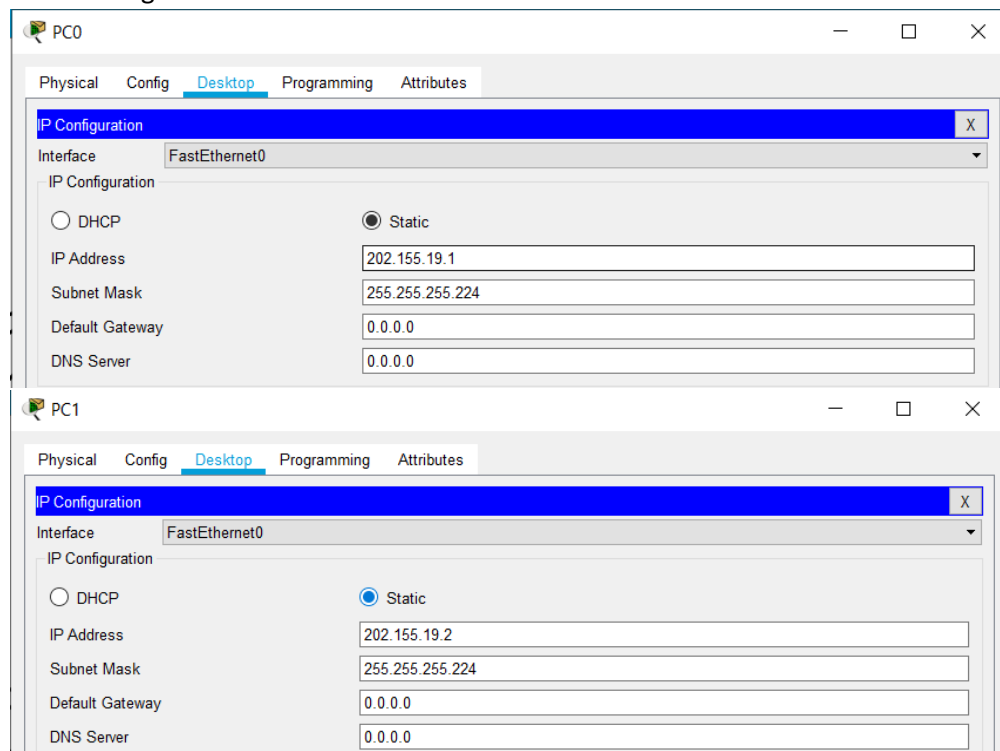 PC0
Physical Config Desktop Programming Attributes
IP Configuration X
Interface FastEthernet0
IP Configuration
DHCP Static
IP Address 202.155.19.1
Subnet Mask 255.255.255.224
Default Gateway 0.0.0.0
DNS Server 0.0.0.0
PC1
Physical Config Desktop Programming Attributes
IP Configuration X
Interface FastEthernet0
IP Configuration
DHCP Static
IP Address 202.155.19.2
Subnet Mask 255.255.255.224
Default Gateway 0.0.0.0
DNS Server 0.0.0.0